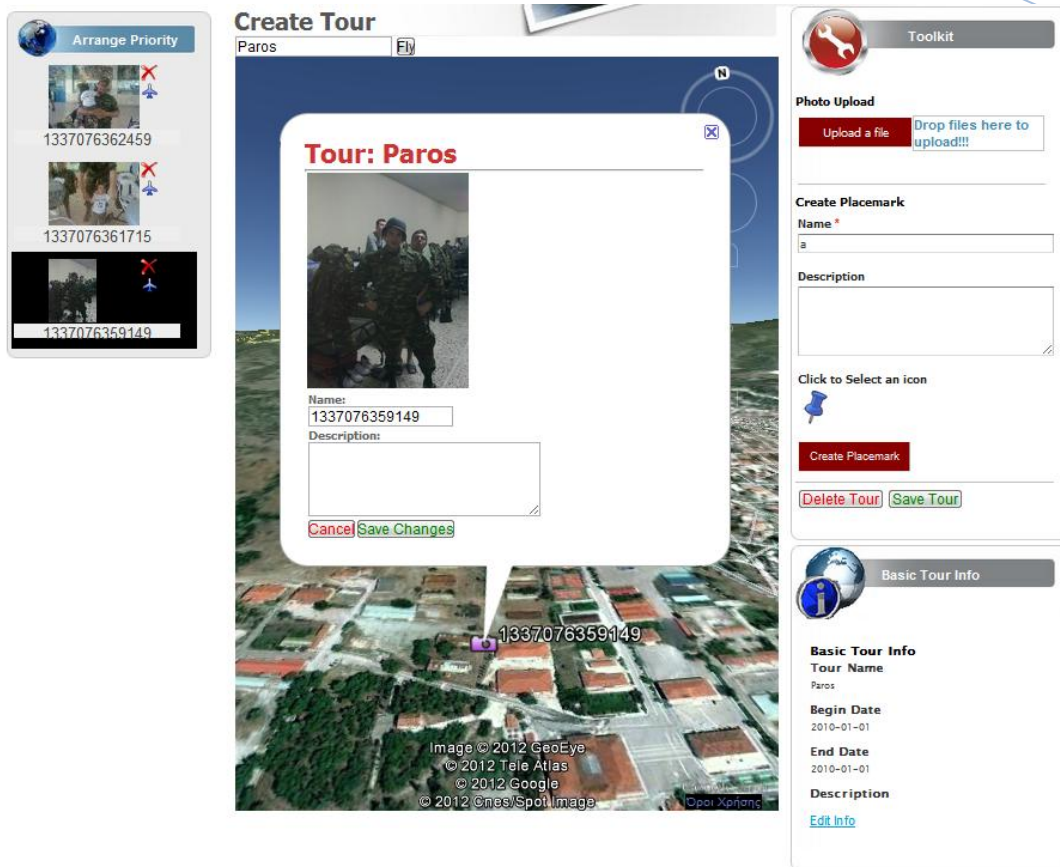 Arrange Priority
1337076362459
1337076361715
1337076359149
Create Tour
Paros
Fly
N
Tour: Paros
Name:
1337076359149
Description:
Cancel
Save Changes
1337076359149
Image © 2012 GeoEye
© 2012 Tele Atlas
© 2012 Google
© 2012 Cnes/Spot Image
Όροι Χρήσης
Toolkit
Photo Upload
Upload a file
Drop files here to
upload!!!
Create Placemark
Name *
a
Description
Click to Select an icon
Create Placemark
Delete Tour
Save Tour
Basic Tour Info
Basic Tour Info
Tour Name
Paros
Begin Date
2010-01-01
End Date
2010-01-01
Description
Edit Info